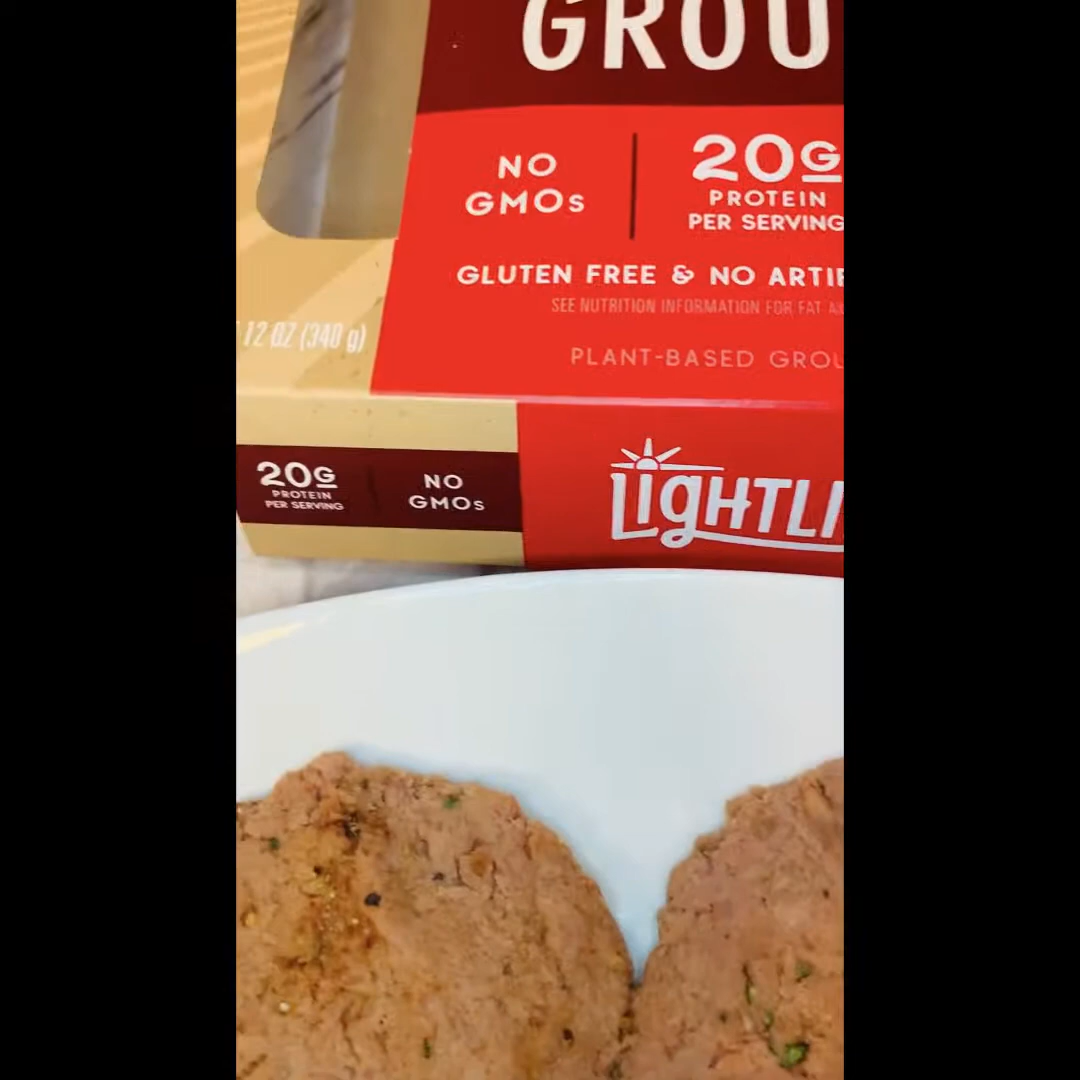 GROU
NO
GMOs
20G
PROTEIN
PER SERVING
GLUTEN FREE & NO ARTIF
SEE NUTRITION INFORMATION FOR FAT AN
12 OZ (340 g)
PLANT-BASED GROU
20G
PROTEIN
PER SERVING
NO
GMOs
LIGHTLI